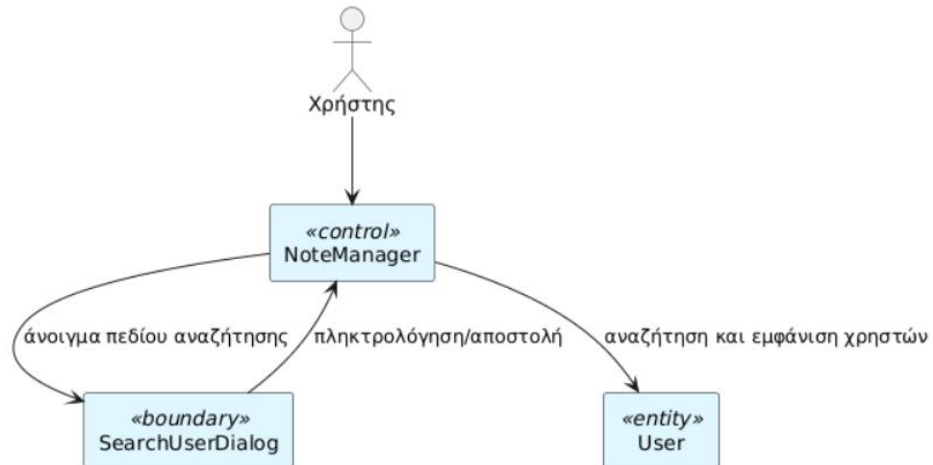 Χρήστης
«control»
NoteManager
άνοιγμα πεδίου αναζήτησης
πληκτρολόγηση/αποστολή
αναζήτηση και εμφάνιση χρηστών
«boundary»
SearchUserDialog
«entity»
User